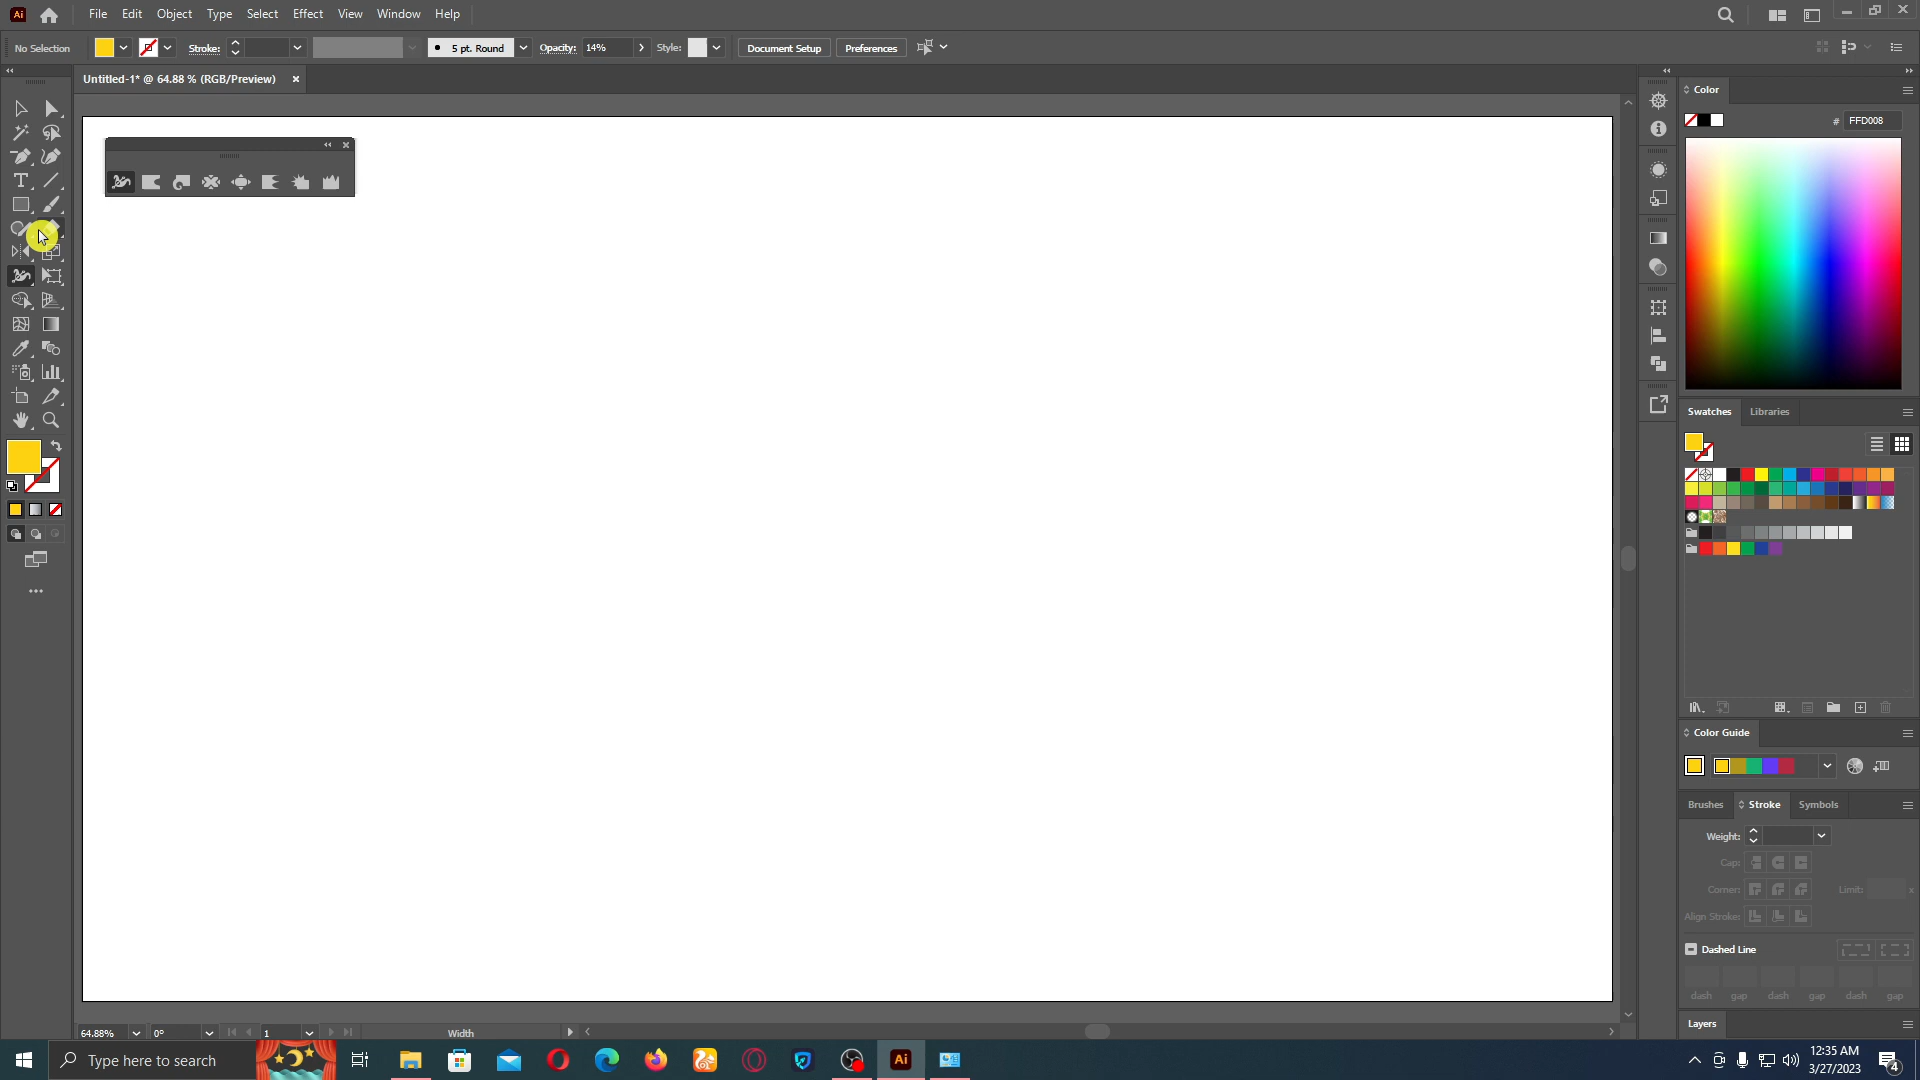 Ai File Edit Object Type Select Effect View Window Help
No Selection Stroke: 5 pt. Round Opacity: 14% Style: Document Setup Preferences
Untitled-1* @ 64.88 % (RGB/Preview)
Color
# FFD008
Swatches Libraries
Color Guide
Brushes Stroke Symbols
Weight:
Cap:
Corner: Limit: x
Align Stroke:
Dashed Line
dash gap dash gap dash gap
Layers
64.88% 0° 1 Width
Type here to search
Ai
12:35 AM
3/27/2023
4